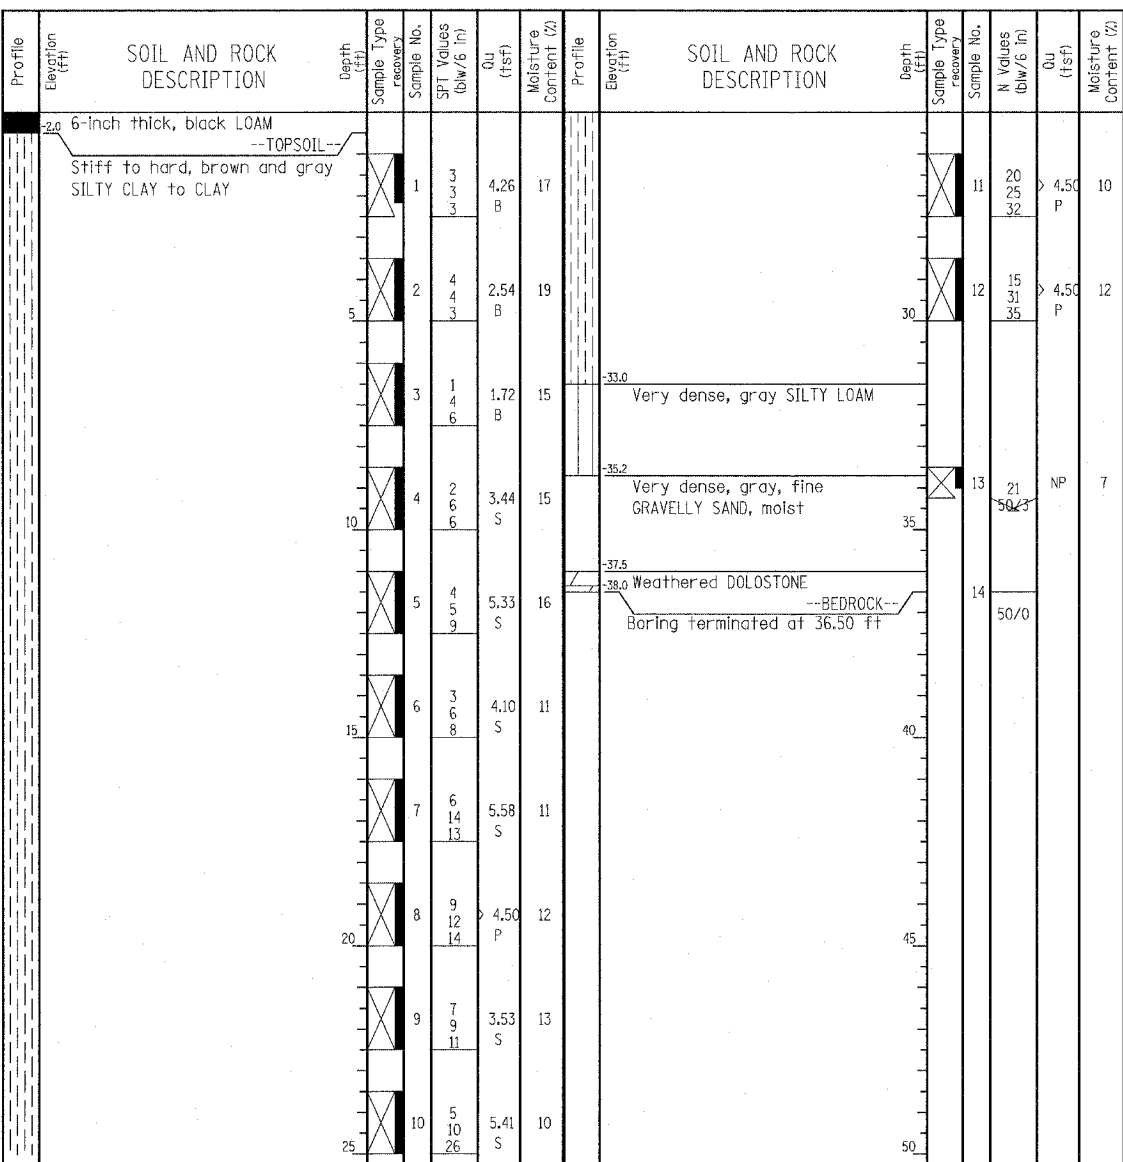 Profile
Elevation (ft)
SOIL AND ROCK
DESCRIPTION
Depth (ft)
Sample Type
recovery
Sample No.
SPT Values (blw/6 in)
Qu (tsf)
Moisture Content (%)
Profile
Elevation (ft)
SOIL AND ROCK
DESCRIPTION
Depth (ft)
Sample Type
recovery
Sample No.
N Values (blw/6 in)
Qu (tsf)
Moisture Content (%)
-2.0 6-inch thick, black LOAM
--TOPSOIL--
Stiff to hard, brown and gray
SILTY CLAY to CLAY
1 3 3 3 4.26 B 17
2 4 4 3 2.54 B 19
5
3 1 4 6 1.72 B 15
4 2 6 6 3.44 S 15
10
5 4 5 9 5.33 S 16
6 3 6 8 4.10 S 11
15
7 6 14 13 5.58 S 11
8 9 12 14 > 4.50 P 12
20
9 7 9 11 3.53 S 13
10 5 10 26 5.41 S 10
25
11 20 25 32 > 4.50 P 10
12 15 31 35 > 4.50 P 12
30
-33.0
Very dense, gray SILTY LOAM
-35.2
Very dense, gray, fine
GRAVELLY SAND, moist
13 21 50/3 NP 7
35
-37.5
-38.0 Weathered DOLOSTONE
--BEDROCK--
Boring terminated at 36.50 ft
14 50/0
40
45
50